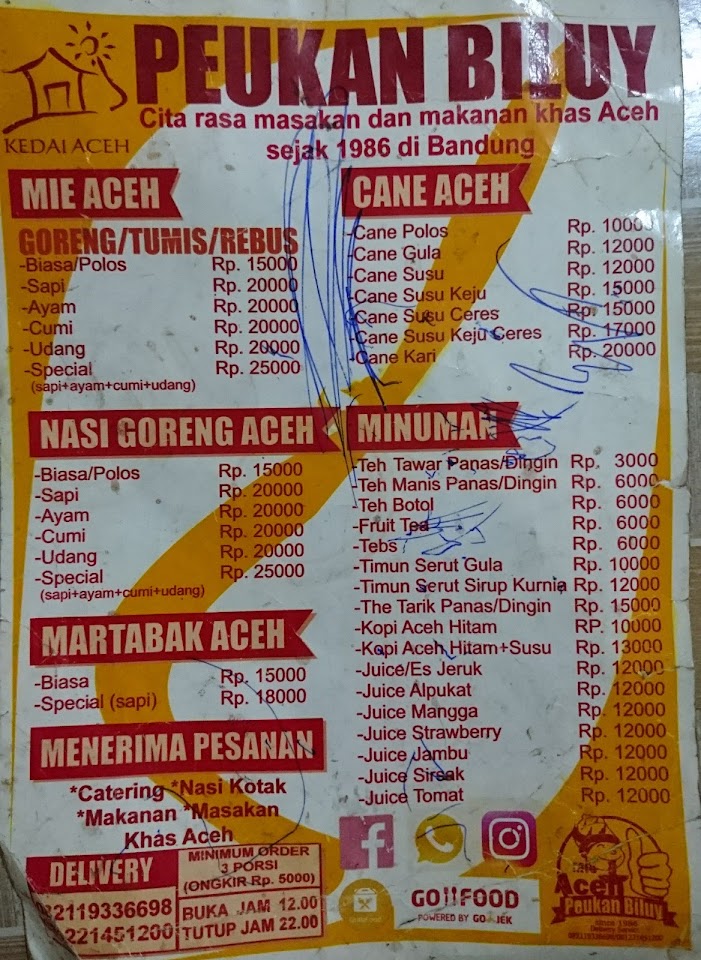 PEUKAN BILUY
KEDAI ACEH
Cita rasa masakan dan makanan khas Aceh
sejak 1986 di Bandung
MIE ACEH
GORENG/TUMIS/REBUS
-Biasa/Polos Rp. 15000
-Sapi Rp. 20000
-Ayam Rp. 20000
-Cumi Rp. 20000
-Udang Rp. 20000
-Special Rp. 25000
(sapi+ayam+cumi+udang)
NASI GORENG ACEH
-Biasa/Polos Rp. 15000
-Sapi Rp. 20000
-Ayam Rp. 20000
-Cumi Rp. 20000
-Udang Rp. 20000
-Special Rp. 25000
(sapi+ayam+cumi+udang)
MARTABAK ACEH
-Biasa Rp. 15000
-Special (sapi) Rp. 18000
MENERIMA PESANAN
*Catering *Nasi Kotak
*Makanan *Masakan
Khas Aceh
DELIVERY
2119336698
221451200
MINIMUM ORDER
3 PORSI
(ONGKIR Rp. 5000)
BUKA JAM 12.00
TUTUP JAM 22.00
CANE ACEH
-Cane Polos Rp. 10000
-Cane Gula Rp. 12000
-Cane Susu Rp. 12000
-Cane Susu Keju Rp. 15000
-Cane Susu Ceres Rp. 15000
-Cane Susu Keju Ceres Rp. 17000
-Cane Kari Rp. 20000
MINUMAN
-Teh Tawar Panas/Dingin Rp. 3000
-Teh Manis Panas/Dingin Rp. 6000
-Teh Botol Rp. 6000
-Fruit Tea Rp. 6000
-Tebs Rp. 6000
-Timun Serut Gula Rp. 10000
-Timun Serut Sirup Kurnia Rp. 12000
-The Tarik Panas/Dingin Rp. 15000
-Kopi Aceh Hitam RP. 10000
-Kopi Aceh Hitam+Susu Rp. 13000
-Juice/Es Jeruk Rp. 12000
-Juice Alpukat Rp. 12000
-Juice Mangga Rp. 12000
-Juice Strawberry Rp. 12000
-Juice Jambu Rp. 12000
-Juice Sirsak Rp. 12000
-Juice Tomat Rp. 12000
GO FOOD
POWERED BY GO JEK
Aceh
Peukan Biluy
Since 1986
Delivery Service